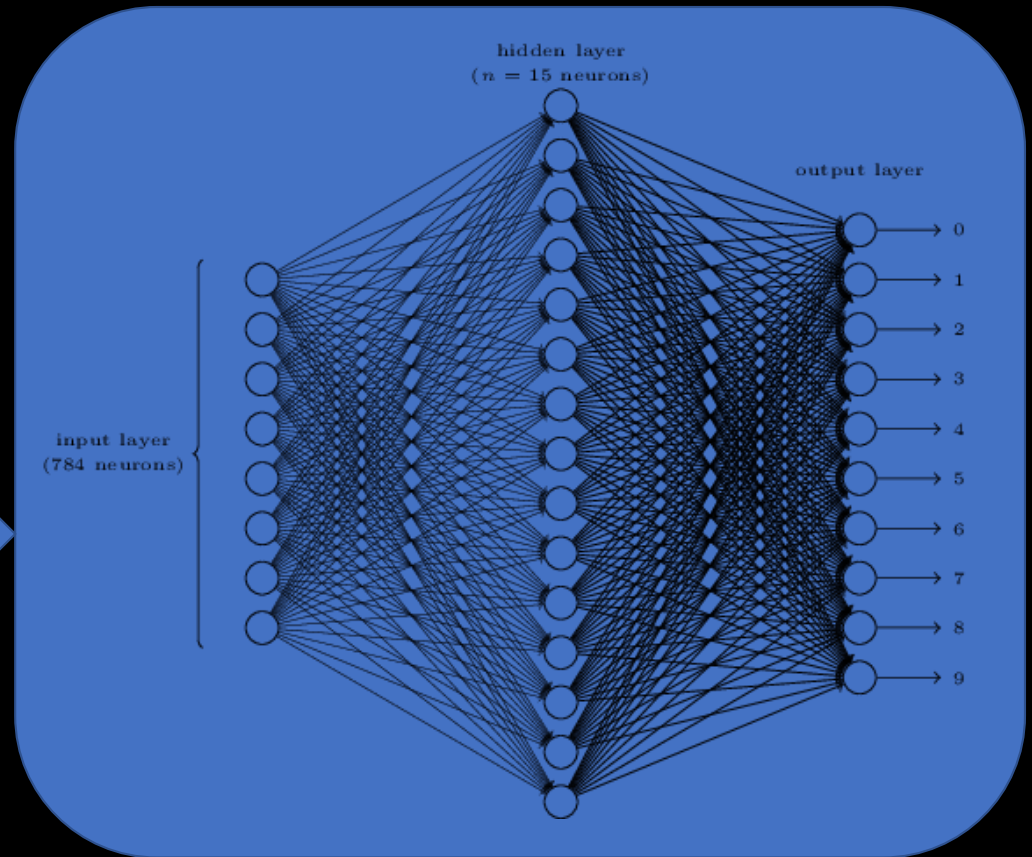 hidden layer
(n = 15 neurons)
output layer
0
1
2
3
input layer
(784 neurons)
4
5
6
7
8
9